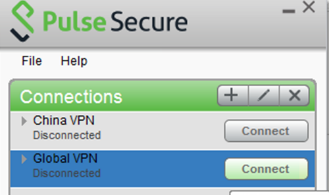 Pulse Secure
File Help
Connections
China VPN
Disconnected
Connect
Global VPN
Disconnected
Connect